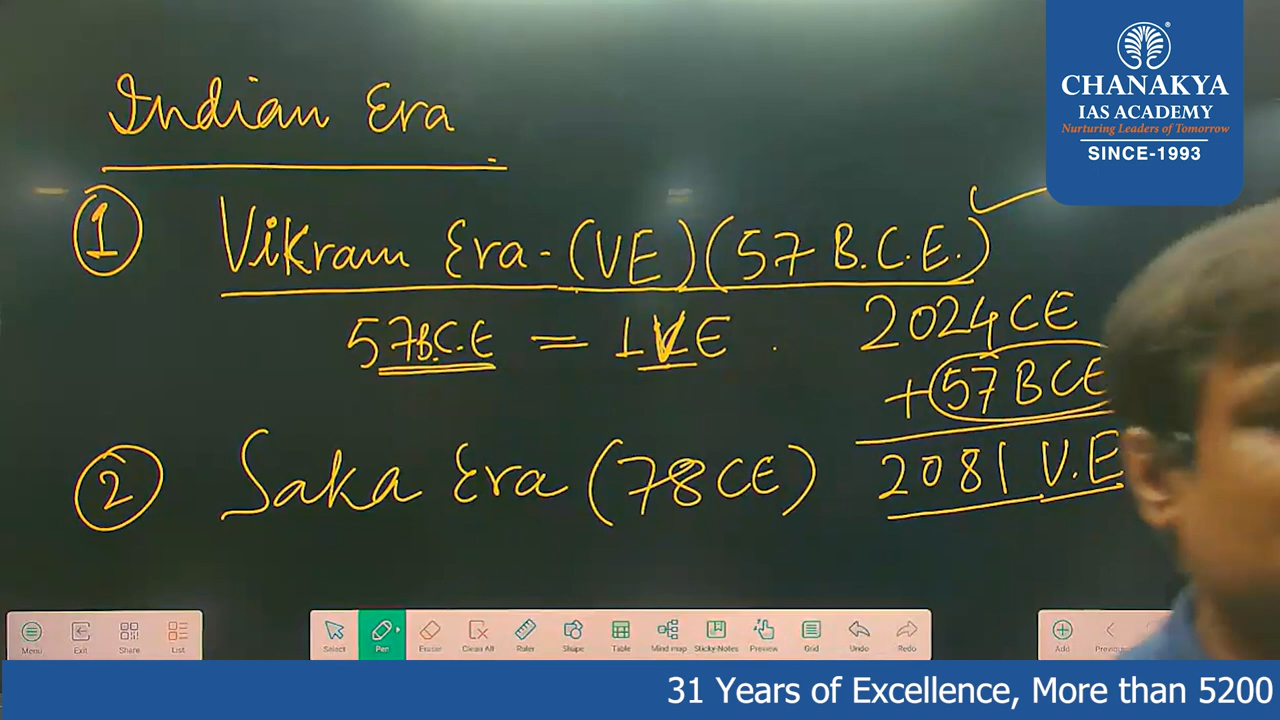 Indian Era
CHANAKYA
IAS ACADEMY
Nurturing Leaders of Tomorrow
SINCE-1993
① Vikram Era-(VE)(57 B.C.E.)
57 B.C.E = 1VE
2024 CE
+57 BCE
2081 V.E
② Saka Era (78 CE)
Menu
Exit
Share
List
Select
Pen
Eraser
Clean All
Ruler
Shape
Table
Mind map
Sticky-Notes
Preview
Grid
Undo
Redo
Add
31 Years of Excellence, More than 5200